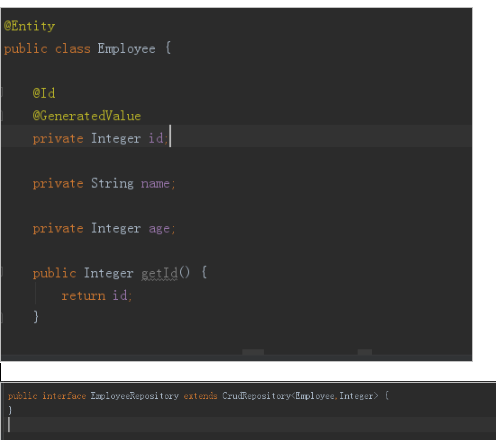 @Entity
public class Employee {
@Id
@GeneratedValue
private Integer id;
private String name;
private Integer age;
public Integer getId() {
return id;
}
public interface EmployeeRepository extends CrudRepository<Employee,Integer> {
}